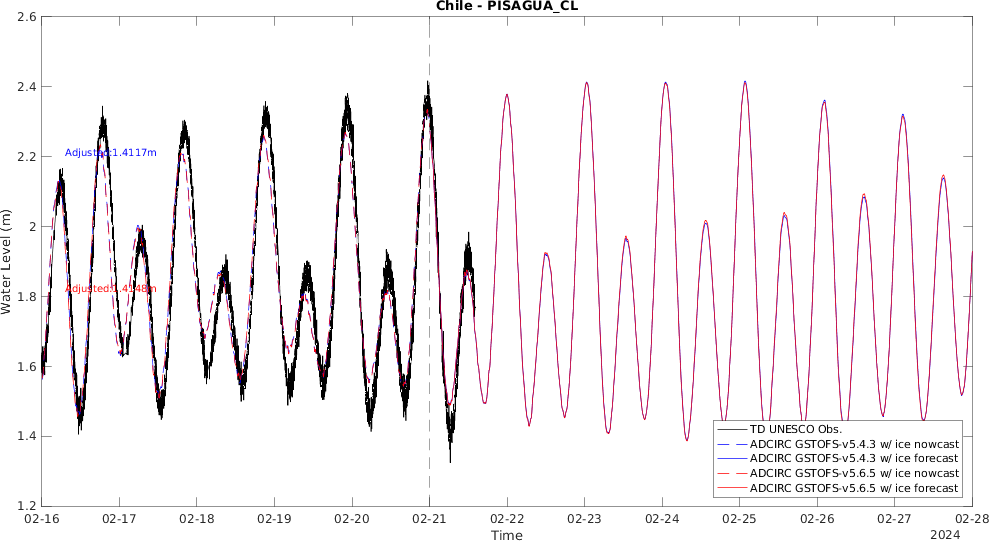 Chile - PISAGUA_CL
2.6
2.4
2.2
2
1.8
1.6
1.4
1.2
Water Level (m)
Adjusted:1.4117m
02-16
02-17
02-18
02-19
02-20
02-21
02-22
02-23
02-24
02-25
02-26
02-27
02-28
Time
2024
TD UNESCO Obs.
ADCIRC GSTOFS-v5.4.3 w/ ice nowcast
ADCIRC GSTOFS-v5.4.3 w/ ice forecast
ADCIRC GSTOFS-v5.6.5 w/ ice nowcast
ADCIRC GSTOFS-v5.6.5 w/ ice forecast